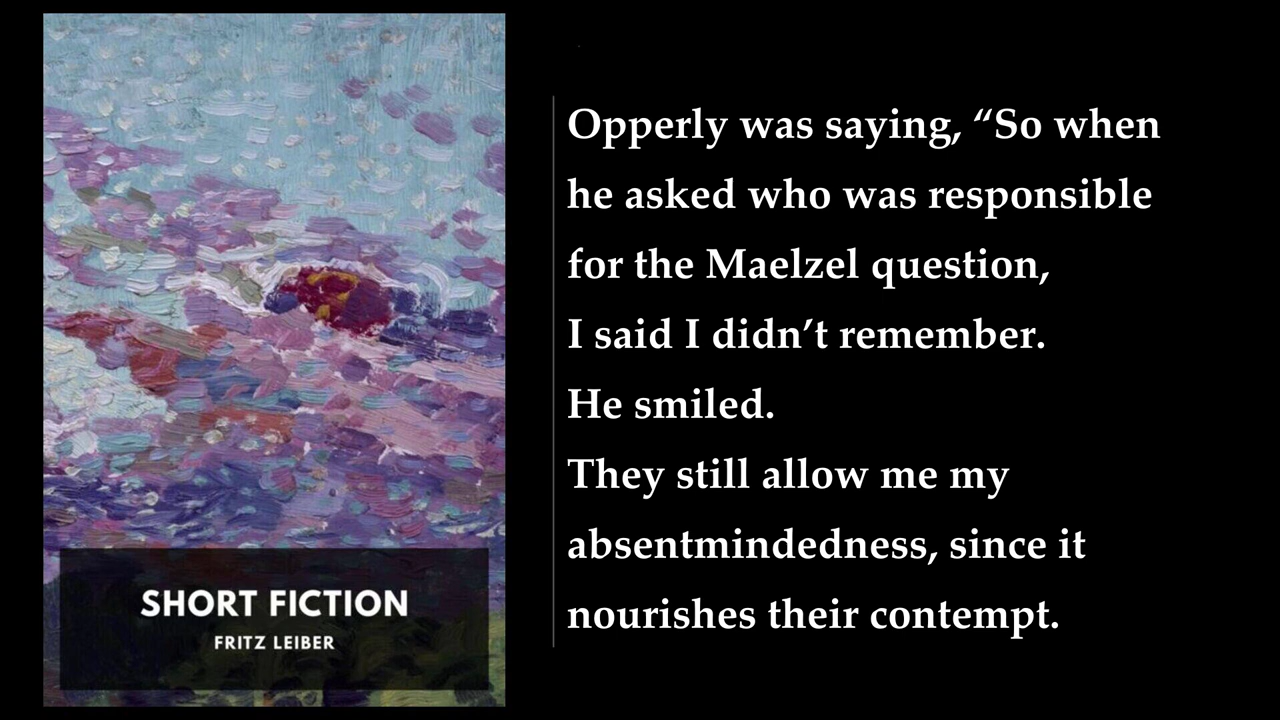 SHORT FICTION
FRITZ LEIBER
Opperly was saying, “So when
he asked who was responsible
for the Maelzel question,
I said I didn’t remember.
He smiled.
They still allow me my
absentmindedness, since it
nourishes their contempt.